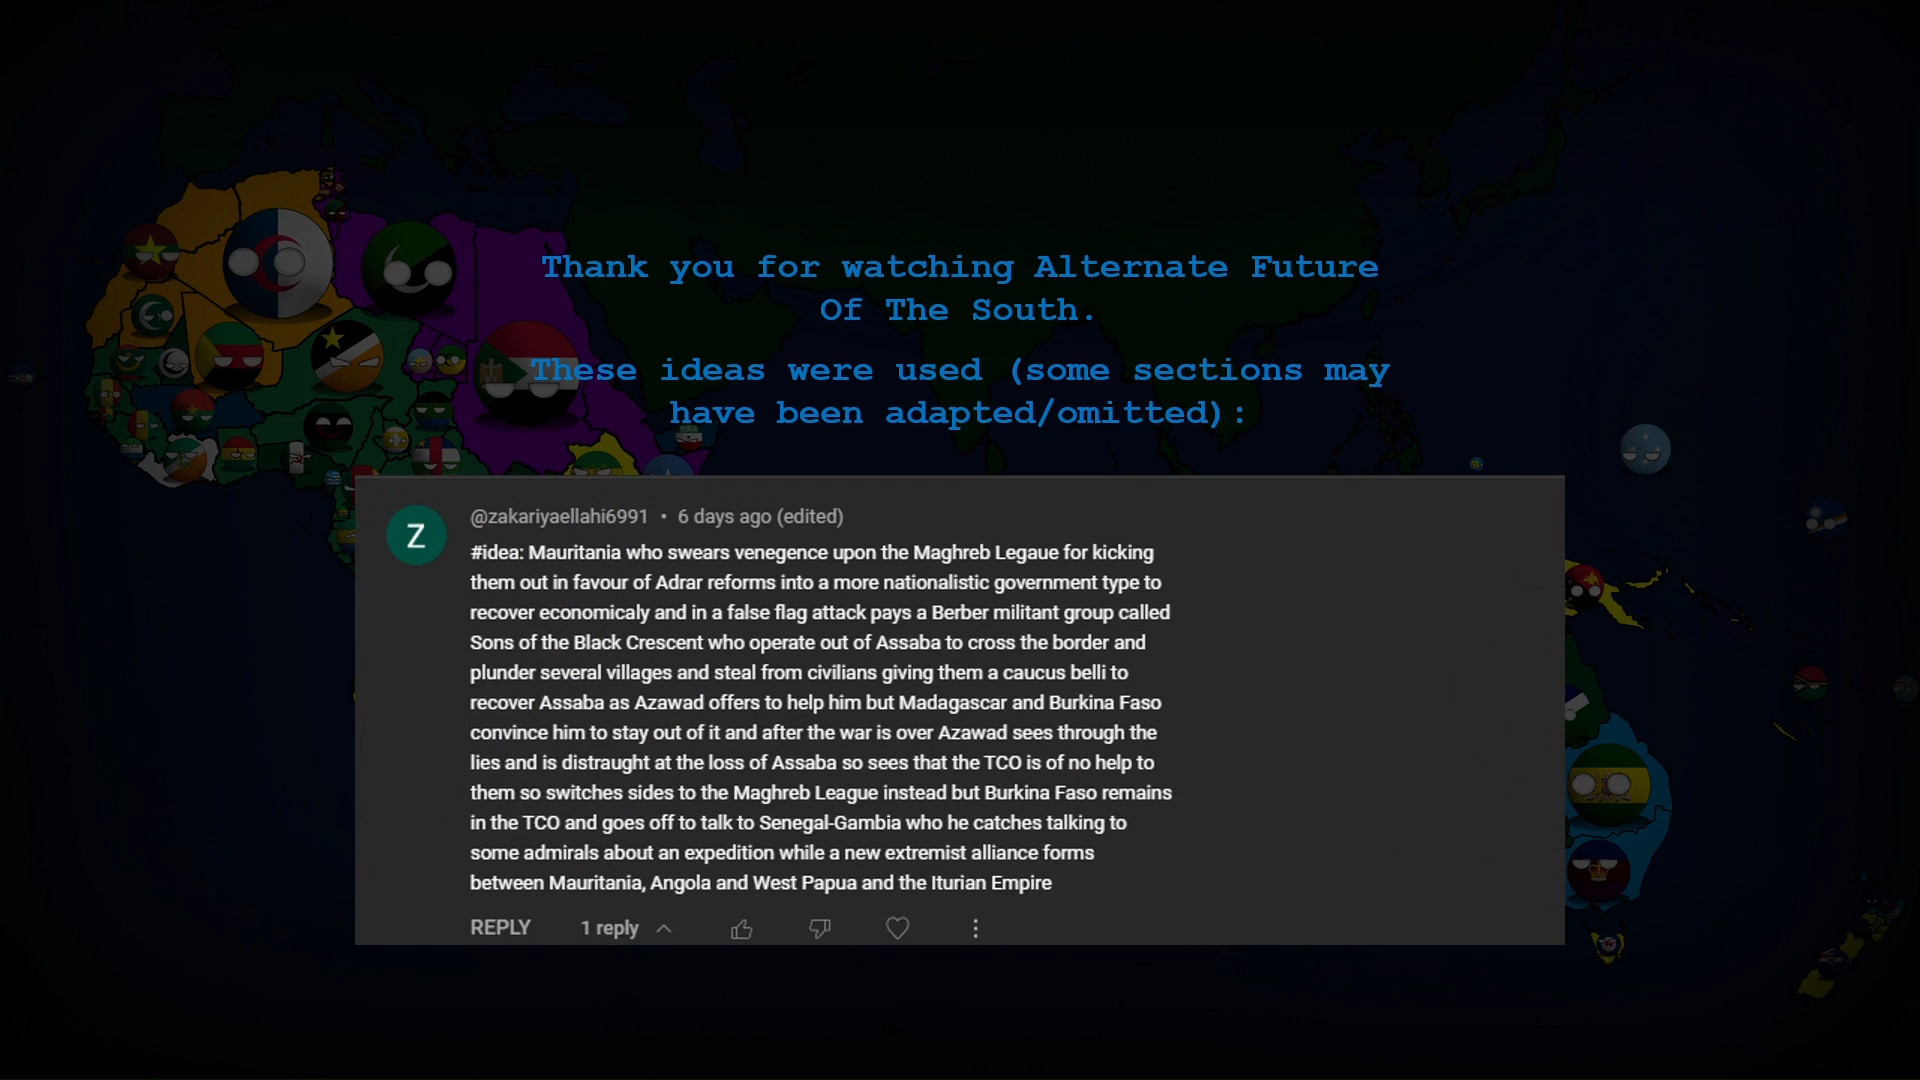 Thank you for watching Alternate Future
Of The South.
These ideas were used (some sections may
have been adapted/omitted):
Z
@zakariyaellahi6991 • 6 days ago (edited)
#idea: Mauritania who swears venegence upon the Maghreb Legaue for kicking
them out in favour of Adrar reforms into a more nationalistic government type to
recover economicaly and in a false flag attack pays a Berber militant group called
Sons of the Black Crescent who operate out of Assaba to cross the border and
plunder several villages and steal from civilians giving them a caucus belli to
recover Assaba as Azawad offers to help him but Madagascar and Burkina Faso
convince him to stay out of it and after the war is over Azawad sees through the
lies and is distraught at the loss of Assaba so sees that the TCO is of no help to
them so switches sides to the Maghreb League instead but Burkina Faso remains
in the TCO and goes off to talk to Senegal-Gambia who he catches talking to
some admirals about an expedition while a new extremist alliance forms
between Mauritania, Angola and West Papua and the Iturian Empire
REPLY 1 reply